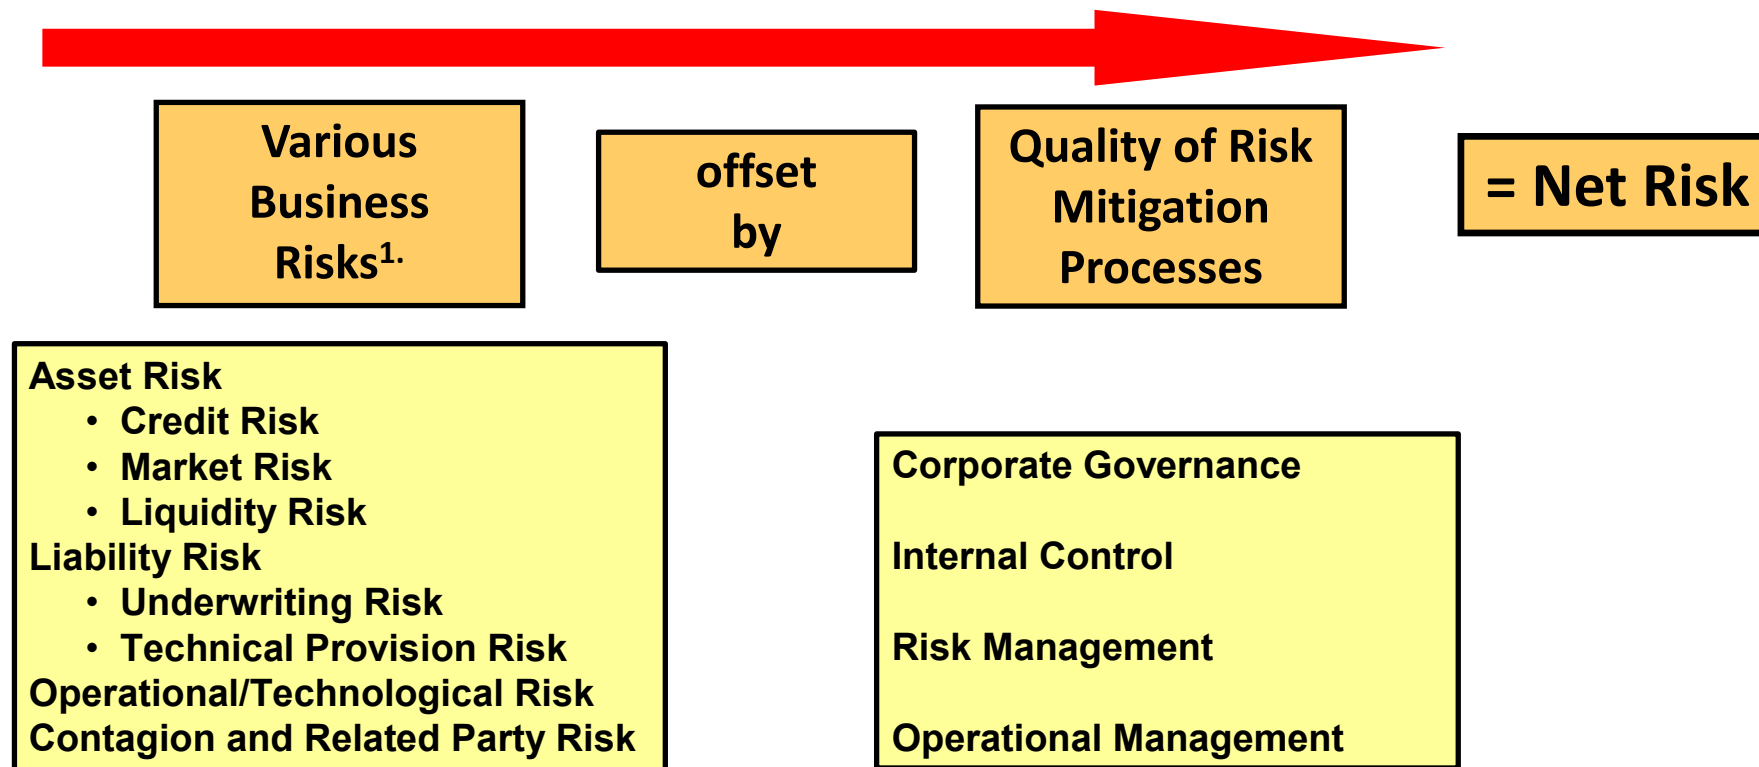 Various
Business
Risks1.
offset
by
Quality of Risk
Mitigation
Processes
= Net Risk
Asset Risk
• Credit Risk
• Market Risk
• Liquidity Risk
Liability Risk
• Underwriting Risk
• Technical Provision Risk
Operational/Technological Risk
Contagion and Related Party Risk
Corporate Governance
Internal Control
Risk Management
Operational Management